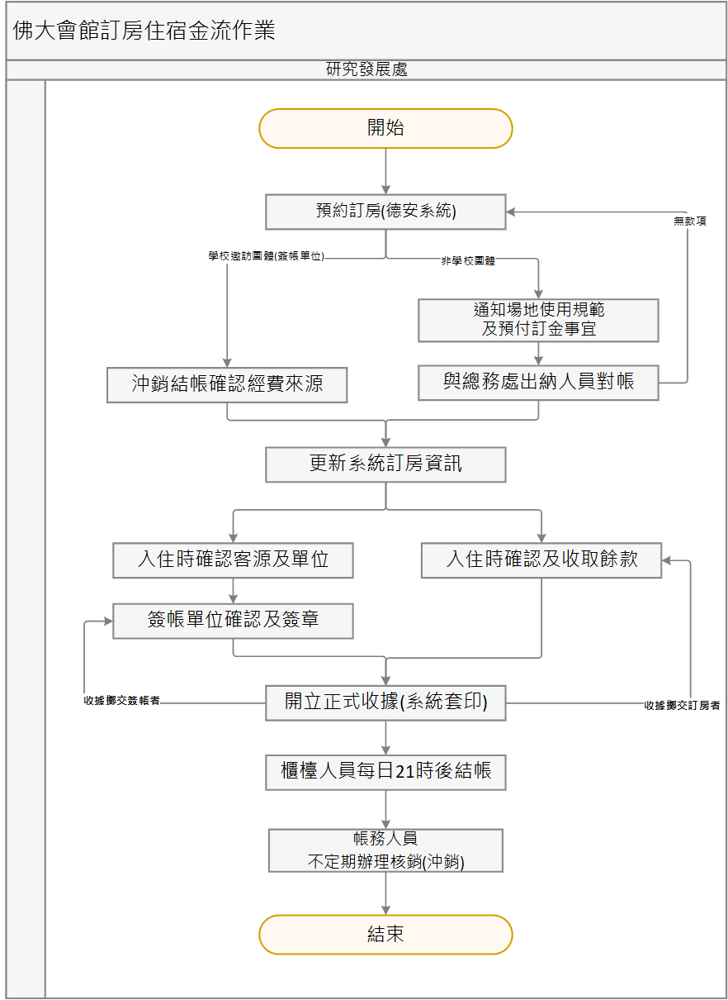 佛大會館訂房住宿金流作業
研究發展處
開始
預約訂房(德安系統)
無款項
學校邀訪團體(簽帳單位)
非學校團體
通知場地使用規範
及預付訂金事宜
沖銷結帳確認經費來源
與總務處出納人員對帳
更新系統訂房資訊
入住時確認客源及單位
入住時確認及收取餘款
簽帳單位確認及簽章
收據擲交簽帳者
開立正式收據(系統套印)
收據擲交訂房者
櫃檯人員每日21時後結帳
帳務人員
不定期辦理核銷(沖銷)
結束